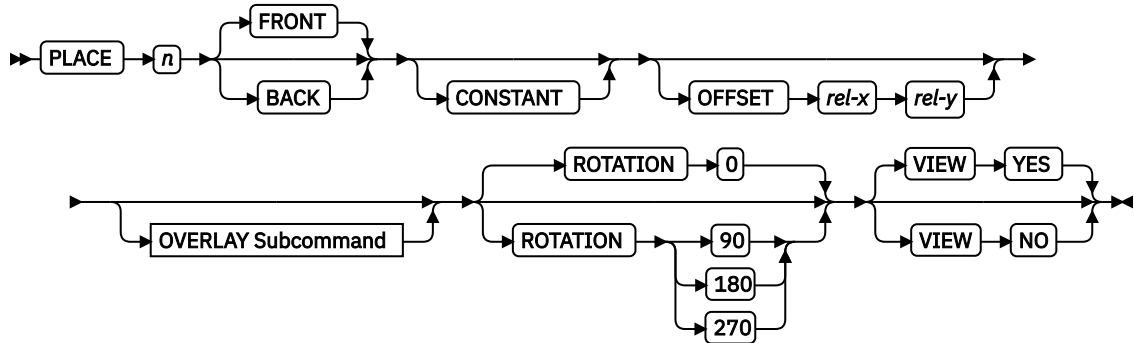 FRONT
PLACE n
BACK
CONSTANT
OFFSET rel-x rel-y
ROTATION 0
VIEW YES
OVERLAY Subcommand
ROTATION 90
VIEW NO
180
270